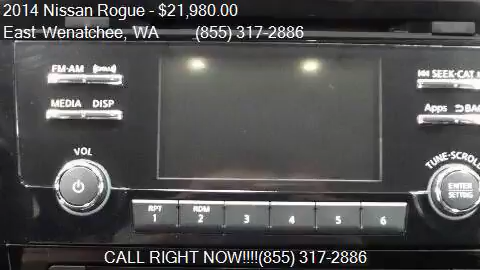 2014 Nissan Rogue - $21,980.00
East Wenatchee, WA (855) 317-2886
FM-AM
SEEK-CAT
MEDIA DISP
Apps BAC
VOL
TUNE-SCROLL
ENTER
SETTING
RPT RDM
1 2 3 4 5 6
CALL RIGHT NOW!!!!(855) 317-2886